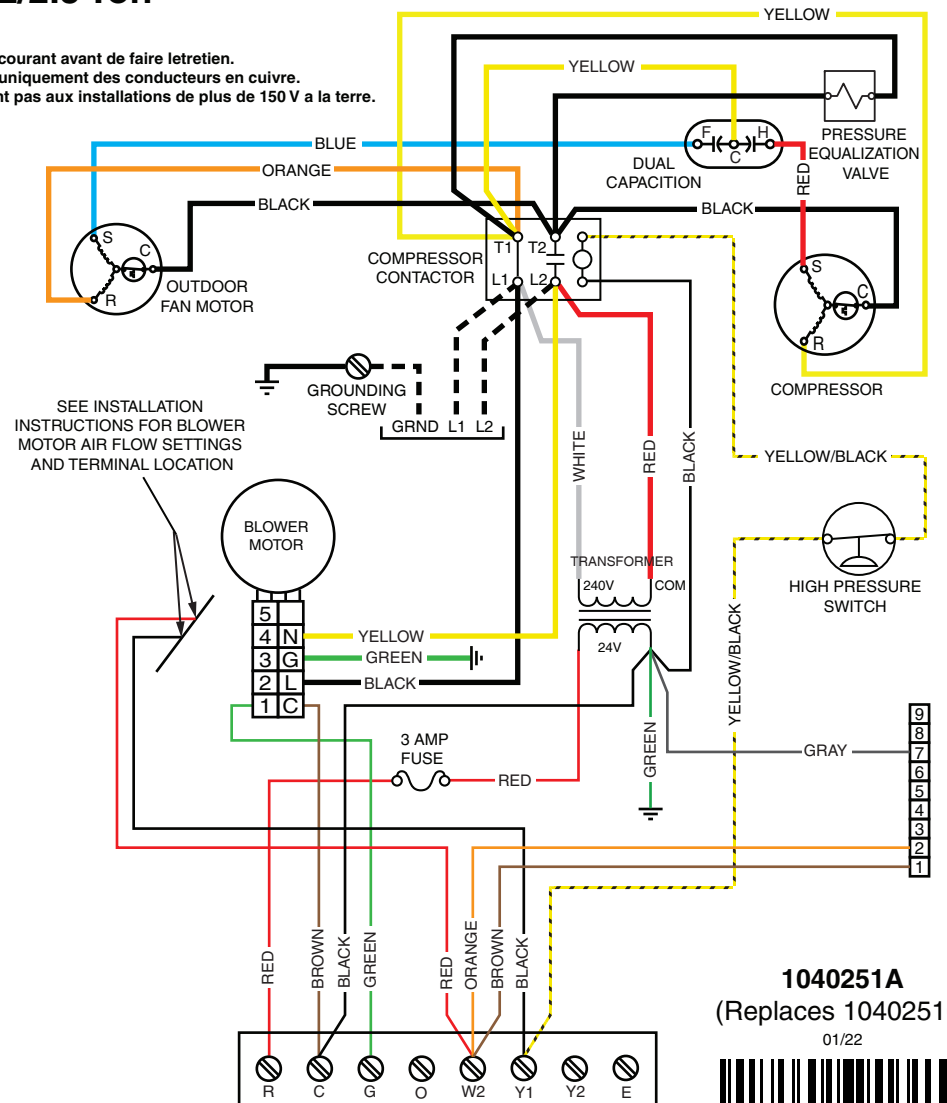 courant avant de faire letretien.
uniquement des conducteurs en cuivre.
nt pas aux installations de plus de 150 V a la terre.
YELLOW
YELLOW
BLUE
ORANGE
BLACK
F
H
C
DUAL
CAPACITION
RED
PRESSURE
EQUALIZATION
VALVE
BLACK
S
C
R
OUTDOOR
FAN MOTOR
COMPRESSOR
CONTACTOR
T1
T2
L1
L2
S
C
R
COMPRESSOR
GROUNDING
SCREW
GRND L1 L2
SEE INSTALLATION
INSTRUCTIONS FOR BLOWER
MOTOR AIR FLOW SETTINGS
AND TERMINAL LOCATION
WHITE
RED
BLACK
YELLOW/BLACK
BLOWER
MOTOR
TRANSFORMER
240V
COM
24V
HIGH PRESSURE
SWITCH
5
4 N
3 G
2 L
1 C
YELLOW
GREEN
BLACK
YELLOW/BLACK
3 AMP
FUSE
RED
GREEN
GRAY
9
8
7
6
5
4
3
2
1
RED
BROWN
BLACK
GREEN
RED
ORANGE
BROWN
BLACK
R
C
G
O
W2
Y1
Y2
E
1040251A
(Replaces 1040251
01/22